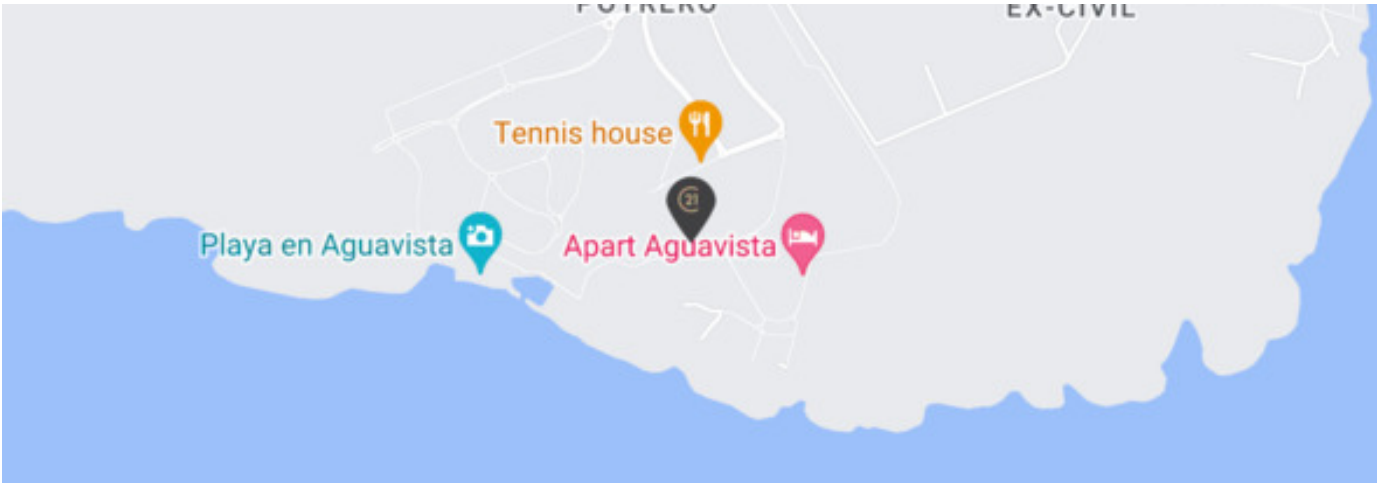 POTRERO
EX-CIVIL
Tennis house
21
Playa en Aguavista
Apart Aguavista